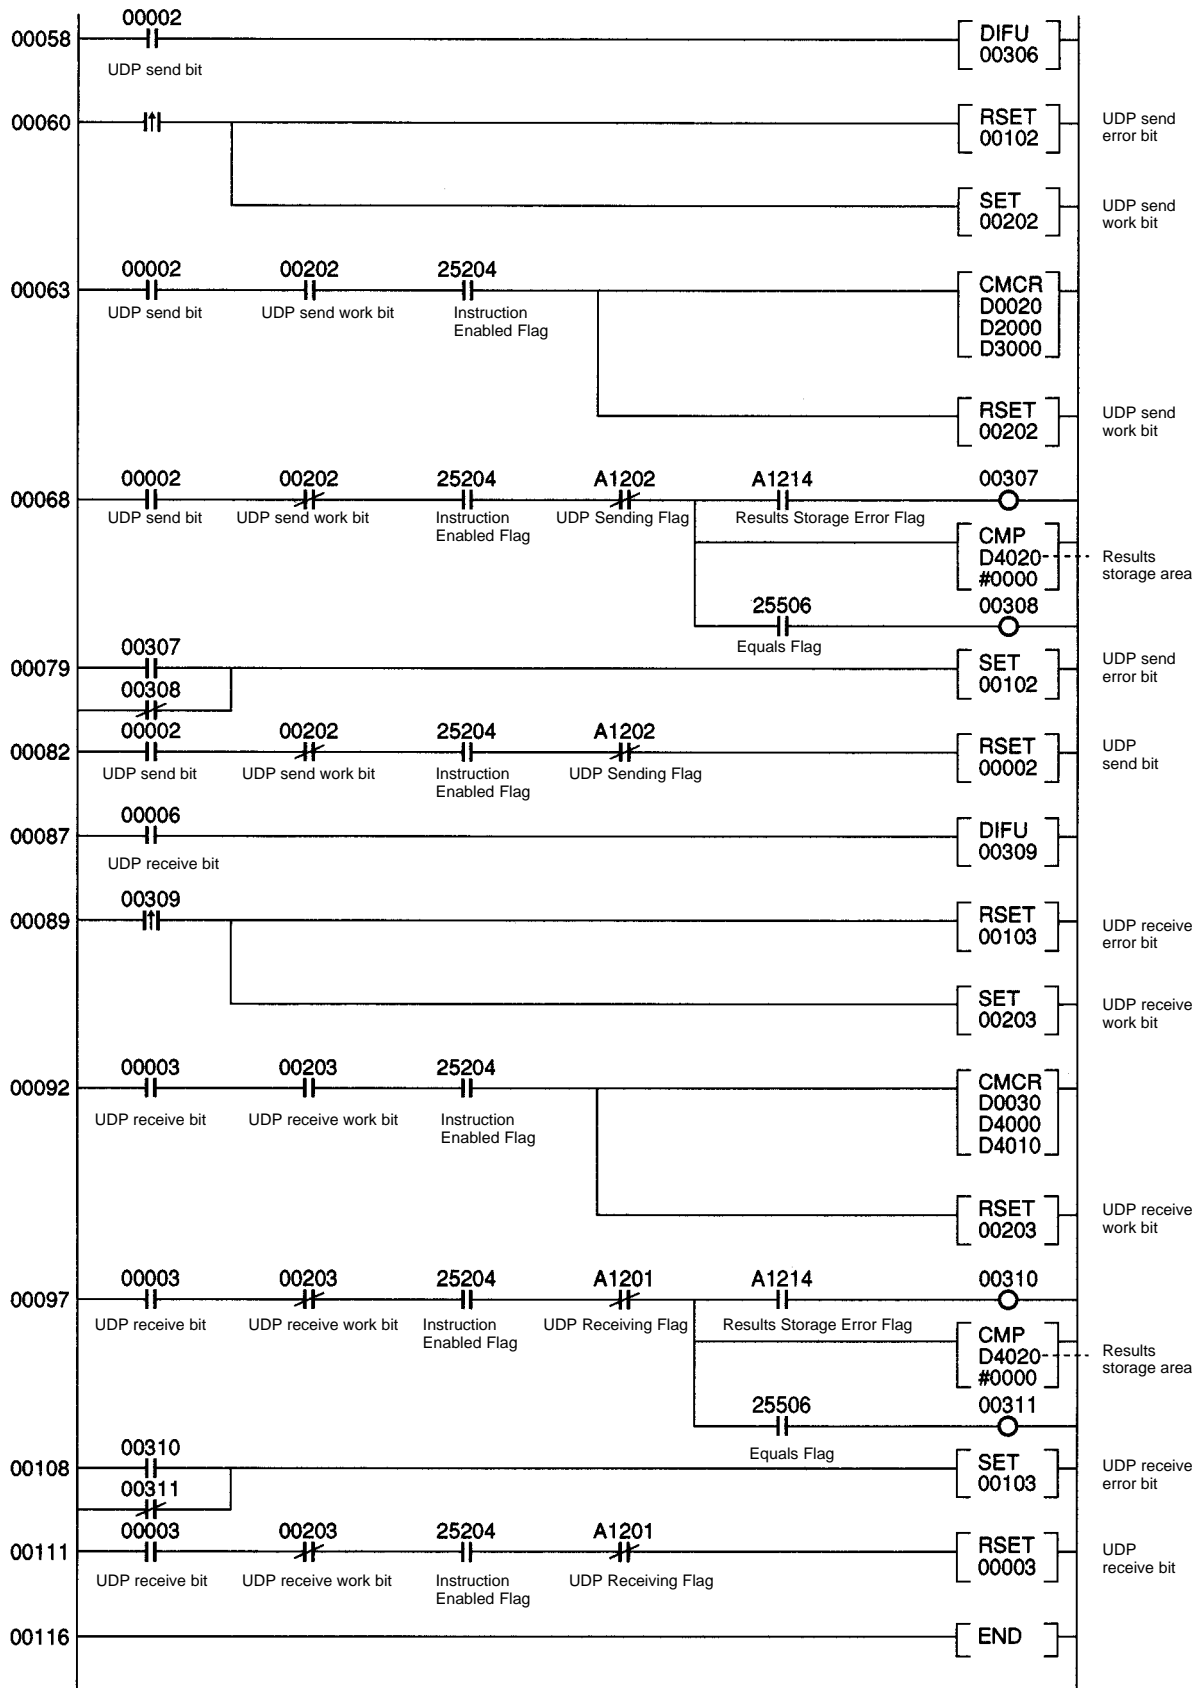 00002
00058
DIFU
00306
UDP send bit
00060
RSET
00102
UDP send
error bit
SET
00202
UDP send
work bit
00002 00202 25204
00063
CMCR
D0020
D2000
D3000
UDP send bit UDP send work bit Instruction
Enabled Flag
RSET
00202
UDP send
work bit
00002 00202 25204 A1202 A1214 00307
00068
UDP send bit UDP send work bit Instruction
Enabled Flag UDP Sending Flag Results Storage Error Flag
CMP
D4020
#0000
Results
storage area
25506 00308
Equals Flag
00307
00079
SET
00102
UDP send
error bit
00308
00002 00202 25204 A1202
00082
RSET
00002
UDP
send bit
UDP send bit UDP send work bit Instruction
Enabled Flag UDP Sending Flag
00006
00087
DIFU
00309
UDP receive bit
00309
00089
RSET
00103
UDP receive
error bit
SET
00203
UDP receive
work bit
00003 00203 25204
00092
CMCR
D0030
D4000
D4010
UDP receive bit UDP receive work bit Instruction
Enabled Flag
RSET
00203
UDP receive
work bit
00003 00203 25204 A1201 A1214 00310
00097
UDP receive bit UDP receive work bit Instruction
Enabled Flag UDP Receiving Flag Results Storage Error Flag
CMP
D4020
#0000
Results
storage area
25506 00311
Equals Flag
00310
00108
SET
00103
UDP receive
error bit
00311
00003 00203 25204 A1201
00111
RSET
00003
UDP
receive bit
UDP receive bit UDP receive work bit Instruction
Enabled Flag UDP Receiving Flag
00116
END